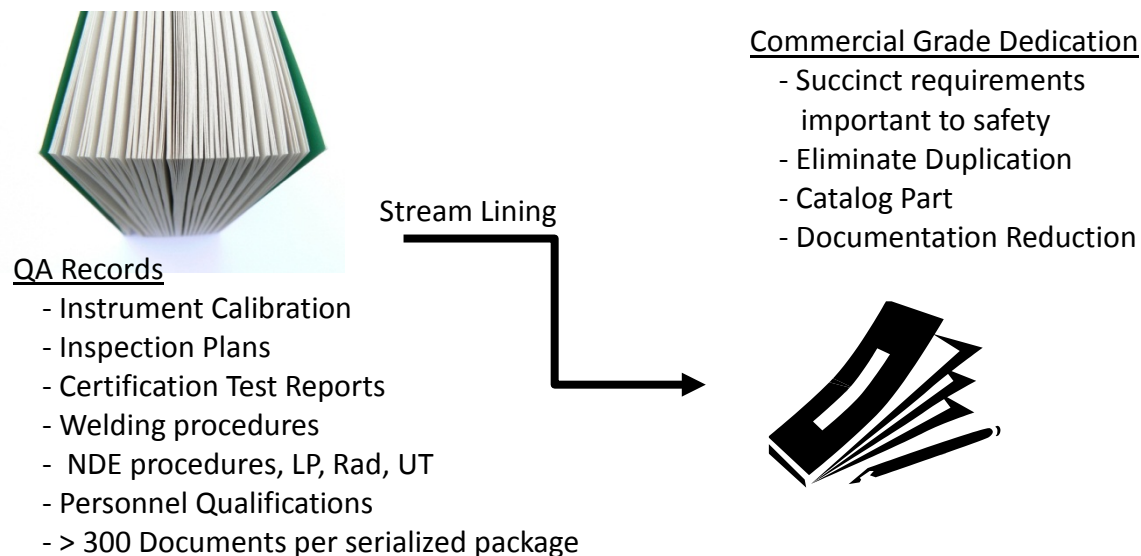 QA Records
- Instrument Calibration
- Inspection Plans
- Certification Test Reports
- Welding procedures
- NDE procedures, LP, Rad, UT
- Personnel Qualifications
- > 300 Documents per serialized package
Stream Lining
Commercial Grade Dedication
- Succinct requirements
important to safety
- Eliminate Duplication
- Catalog Part
- Documentation Reduction